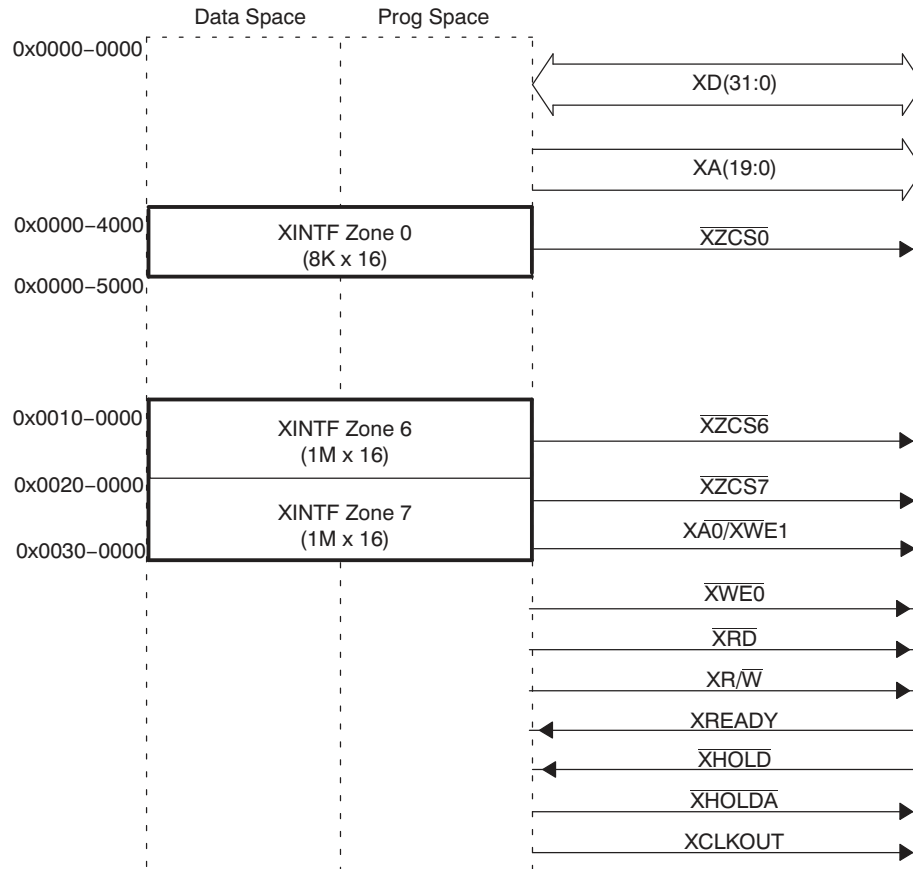 Data Space Prog Space
0x0000–0000
XD(31:0)
XA(19:0)
0x0000–4000
XINTF Zone 0
(8K x 16)
XZCS0
0x0000–5000
0x0010–0000
XINTF Zone 6
(1M x 16)
XZCS6
0x0020–0000
XZCS7
XINTF Zone 7
(1M x 16)
XA0/XWE1
0x0030–0000
XWE0
XRD
XR/W
XREADY
XHOLD
XHOLDA
XCLKOUT